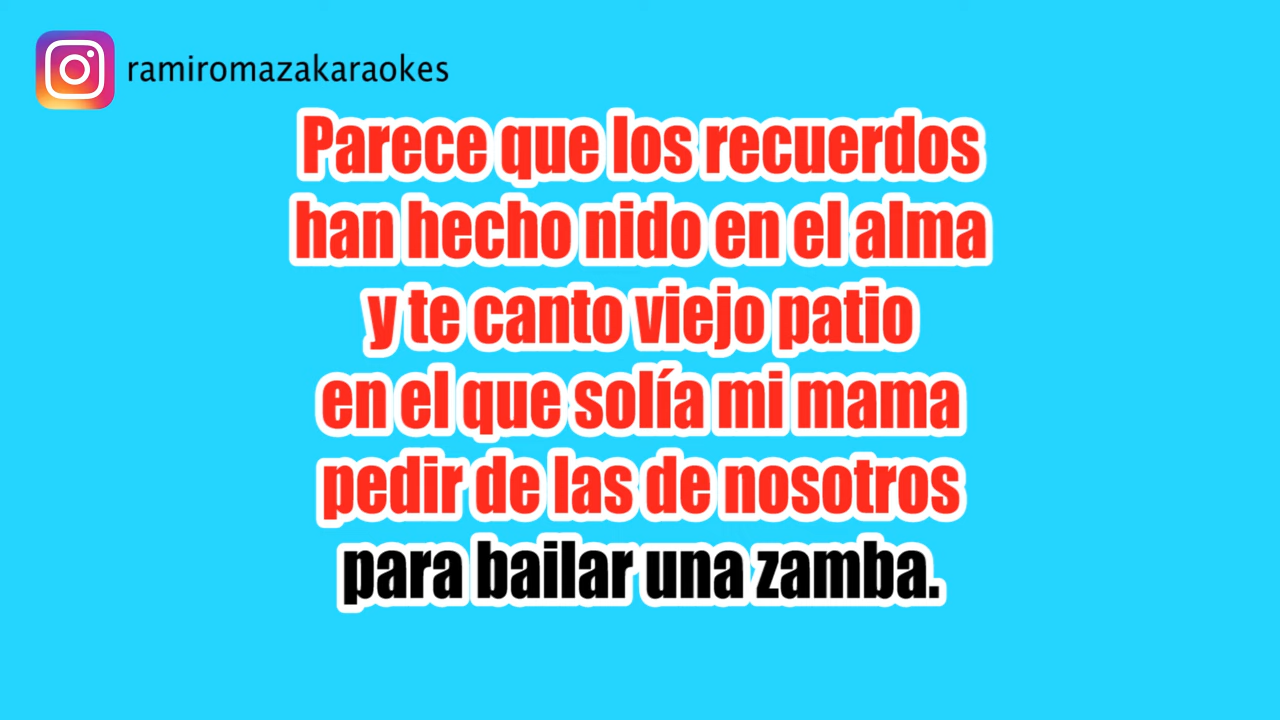 ramiromazakaraokes
Parece que los recuerdos
han hecho nido en el alma
y te canto viejo patio
en el que solía mi mama
pedir de las de nosotros
para bailar una zamba.